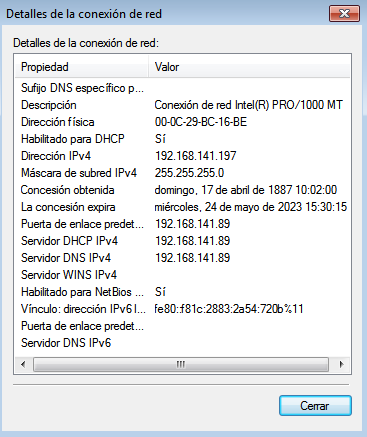 Detalles de la conexión de red
Detalles de la conexión de red:
Propiedad Valor
Sufijo DNS específico p...
Descripción Conexión de red Intel(R) PRO/1000 MT
Dirección física 00-0C-29-BC-16-BE
Habilitado para DHCP Sí
Dirección IPv4 192.168.141.197
Máscara de subred IPv4 255.255.255.0
Concesión obtenida domingo, 17 de abril de 1887 10:02:00
La concesión expira miércoles, 24 de mayo de 2023 15:30:15
Puerta de enlace predet... 192.168.141.89
Servidor DHCP IPv4 192.168.141.89
Servidor DNS IPv4 192.168.141.89
Servidor WINS IPv4
Habilitado para NetBios ... Sí
Vínculo: dirección IPv6 l... fe80::f81c:2883:2a54:720b%11
Puerta de enlace predet...
Servidor DNS IPv6
Cerrar